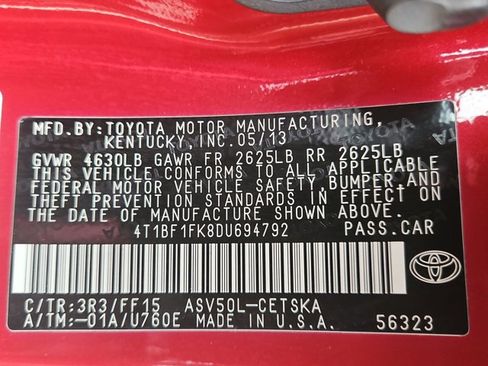 MFD.BY:TOYOTA MOTOR MANUFACTURING,
KENTUCKY, INC.05/13
GVWR 4630LB GAWR FR 2625LB RR 2625LB
THIS VEHICLE CONFORMS TO ALL APPLICABLE
FEDERAL MOTOR VEHICLE SAFETY, BUMPER, AND
THEFT PREVENTION STANDARDS IN EFFECT ON
THE DATE OF MANUFACTURE SHOWN ABOVE.
4T1BF1FK8DU694792 PASS.CAR
C/TR:3R3/FF15 ASV50L-CETSKA
A/TM:-01A/U760E MADE IN U.S.A. 56323
TOYOTA